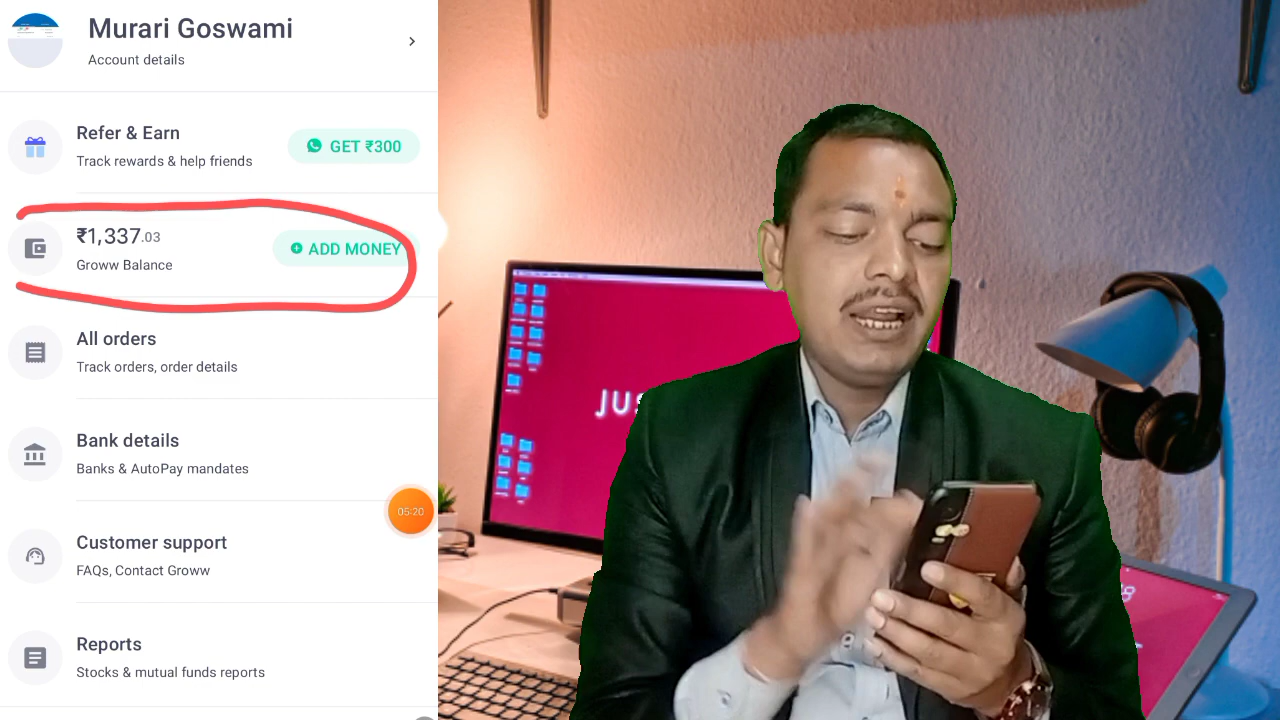 Murari Goswami
Account details
Refer & Earn
Track rewards & help friends
GET ₹300
₹1,337.03
Groww Balance
ADD MONEY
All orders
Track orders, order details
Bank details
Banks & AutoPay mandates
05:20
Customer support
FAQs, Contact Groww
Reports
Stocks & mutual funds reports